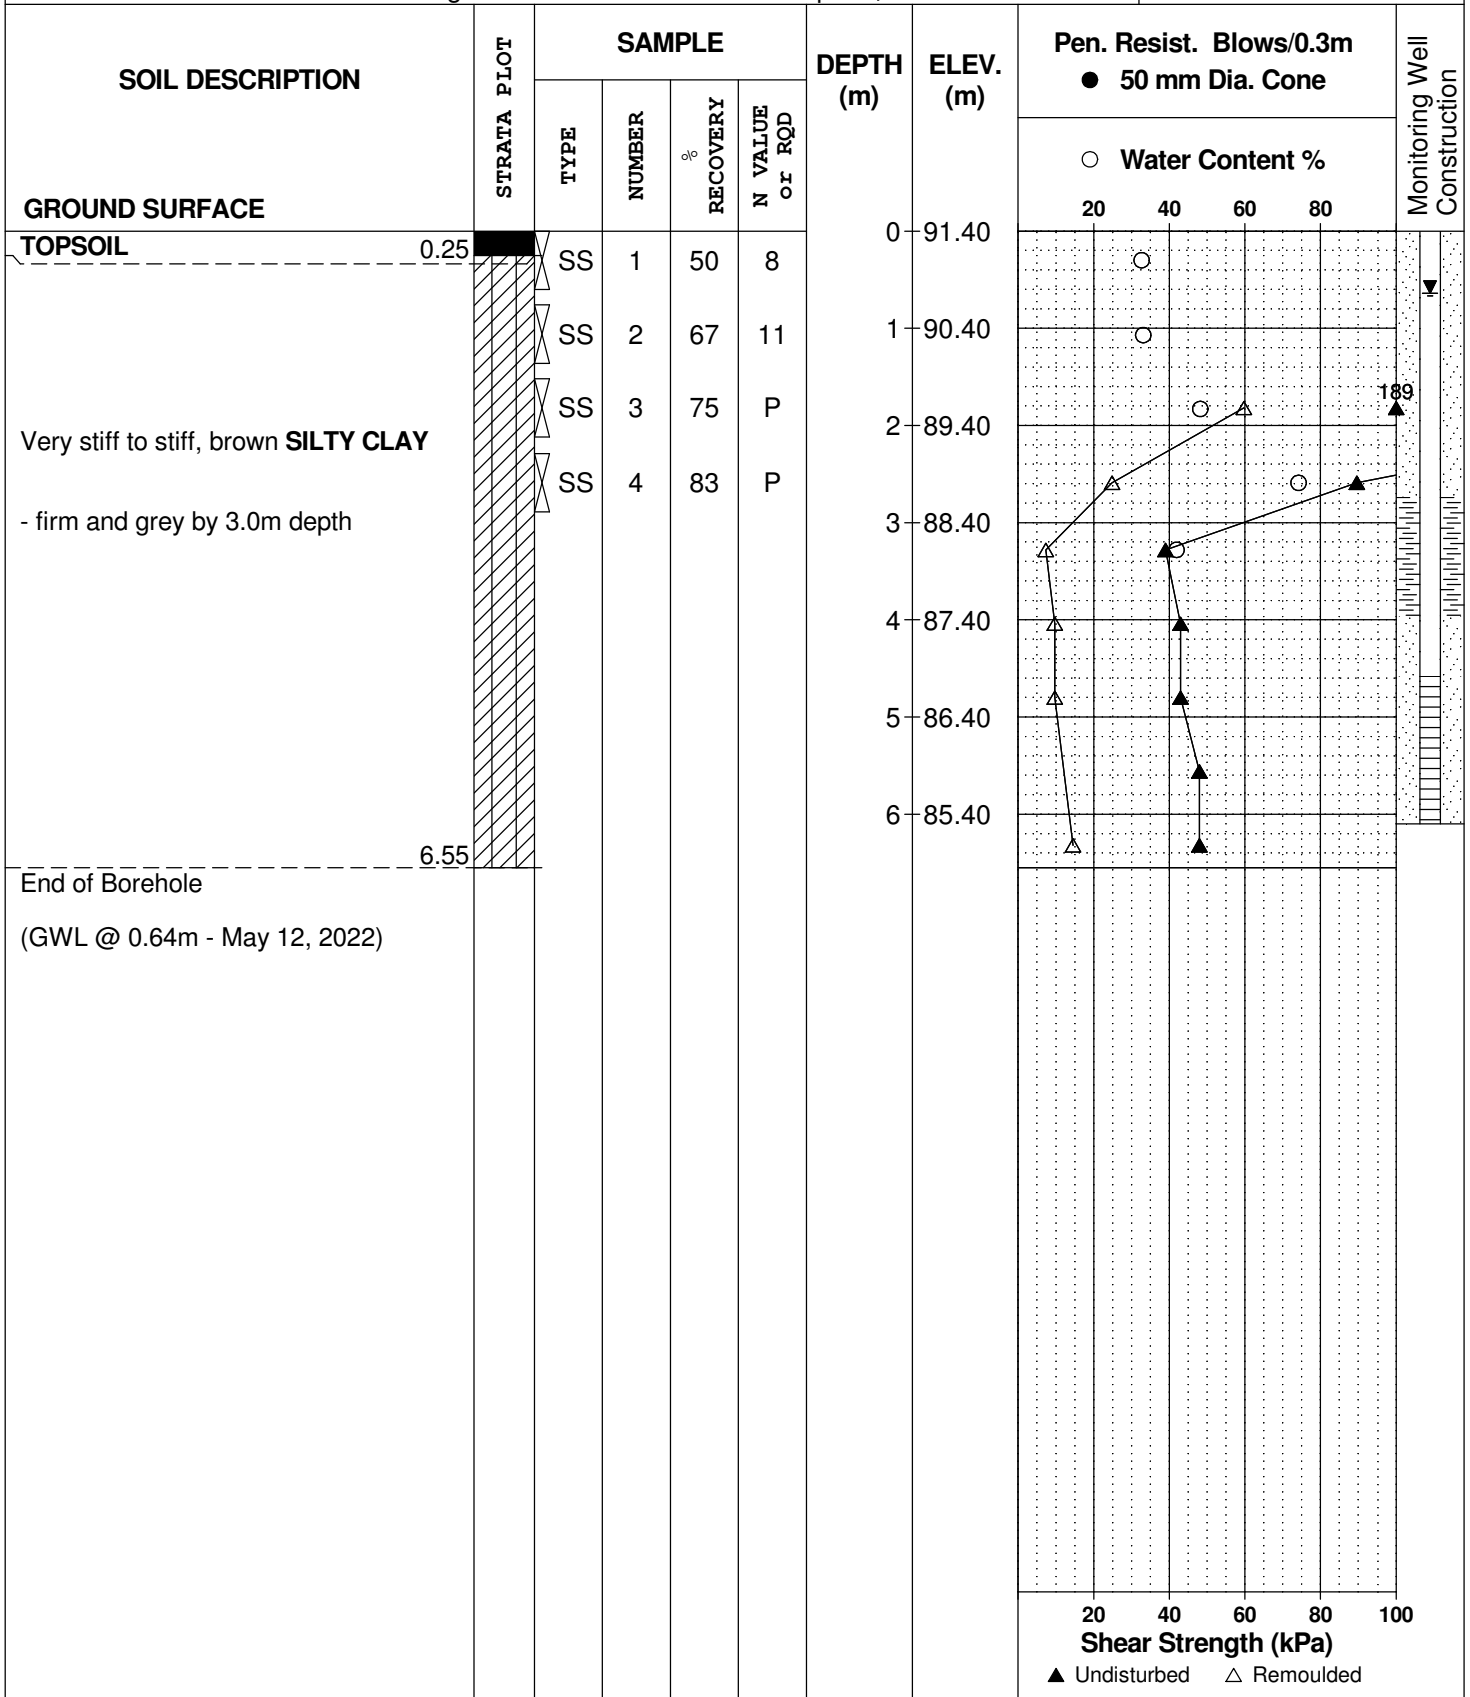 SOIL DESCRIPTION
GROUND SURFACE
STRATA PLOT
SAMPLE
TYPE
NUMBER
% RECOVERY
N VALUE
or RQD
DEPTH
(m)
ELEV.
(m)
Pen. Resist. Blows/0.3m
● 50 mm Dia. Cone
○ Water Content %
20 40 60 80
Monitoring Well
Construction
TOPSOIL 0.25
SS 1 50 8
SS 2 67 11
SS 3 75 P
SS 4 83 P
0 91.40
1 90.40
2 89.40
3 88.40
4 87.40
5 86.40
6 85.40
189
Very stiff to stiff, brown SILTY CLAY
- firm and grey by 3.0m depth
6.55
End of Borehole
(GWL @ 0.64m - May 12, 2022)
20 40 60 80 100
Shear Strength (kPa)
▲ Undisturbed △ Remoulded